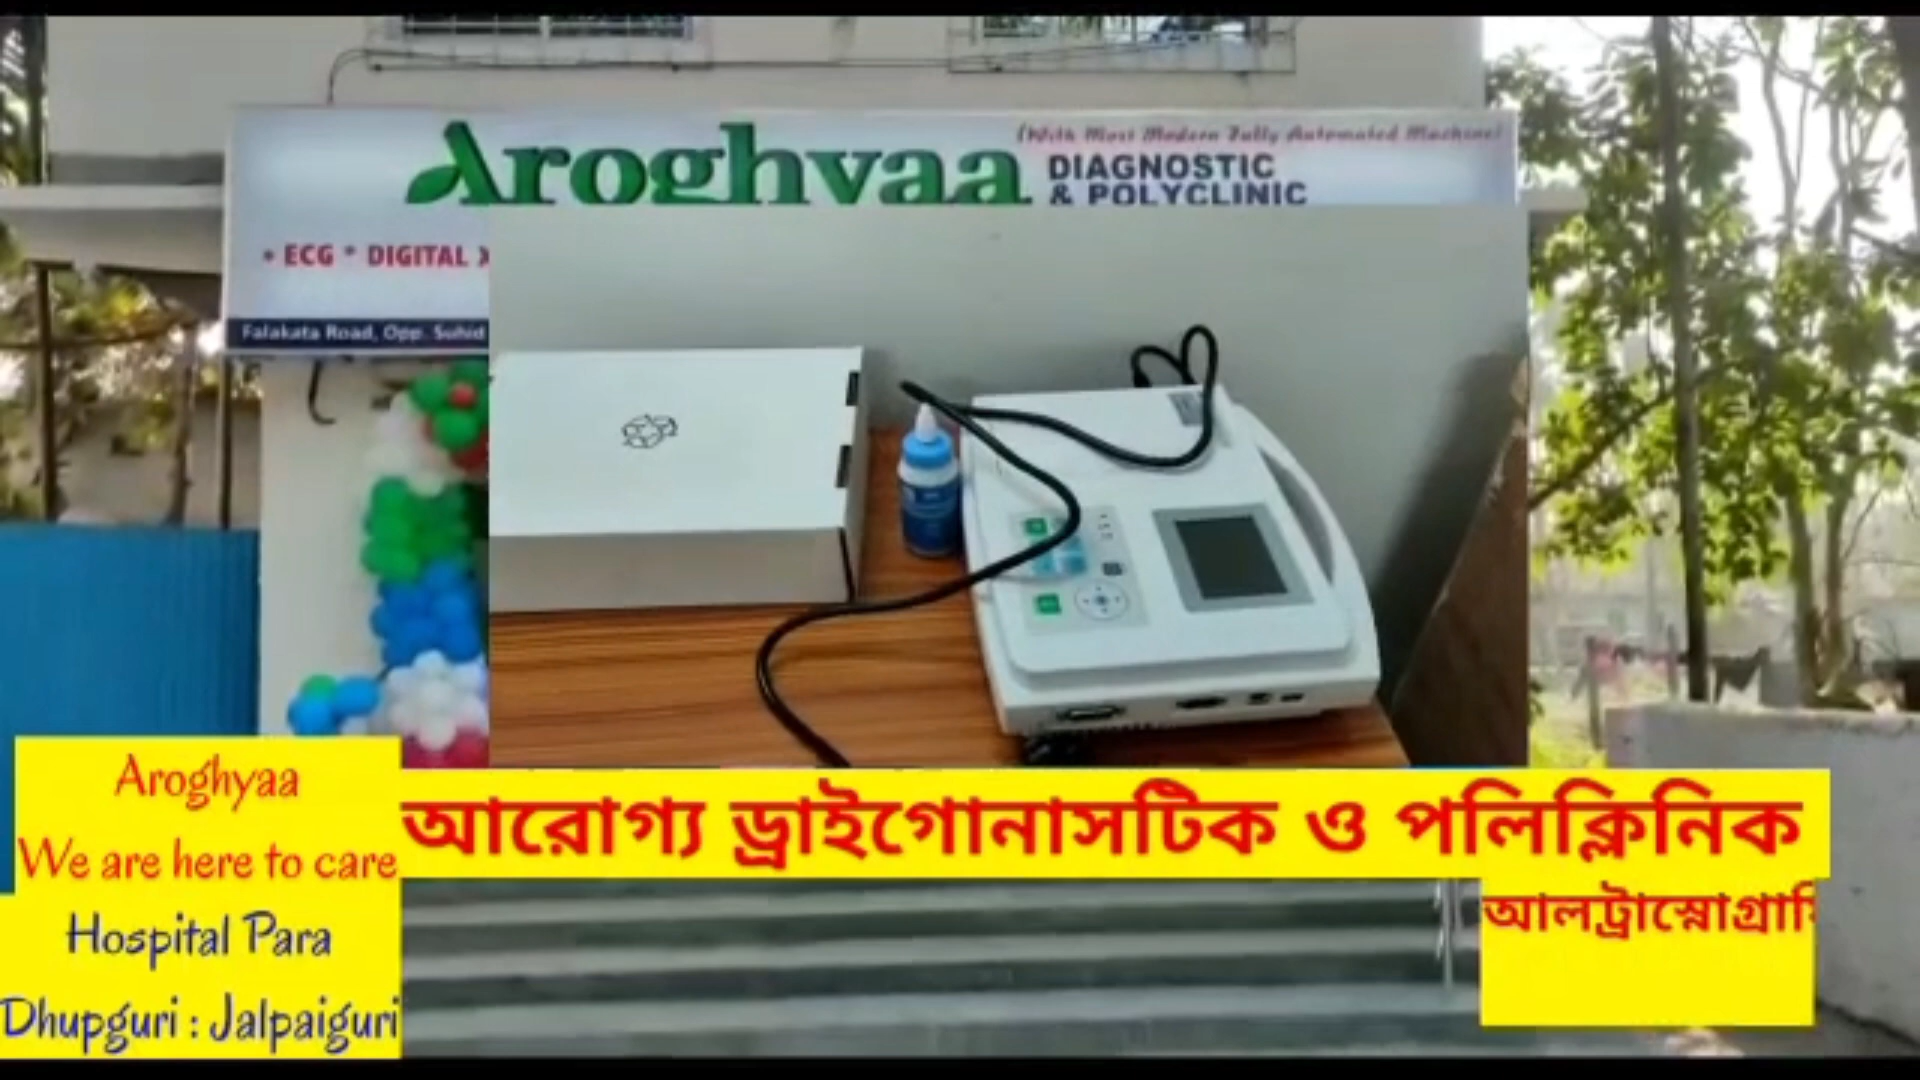 (With Most Modern Fully Automated Machine)
Aroghyaa
DIAGNOSTIC
& POLYCLINIC
• ECG * DIGITAL X
Falakata Road, Opp. Suhid
Aroghyaa
We are here to care
Hospital Para
Dhupguri : Jalpaiguri
আরোগ্য ড্রাইগোনাসটিক ও পলিক্লিনিক
আলট্রাস্নোগ্রাফি